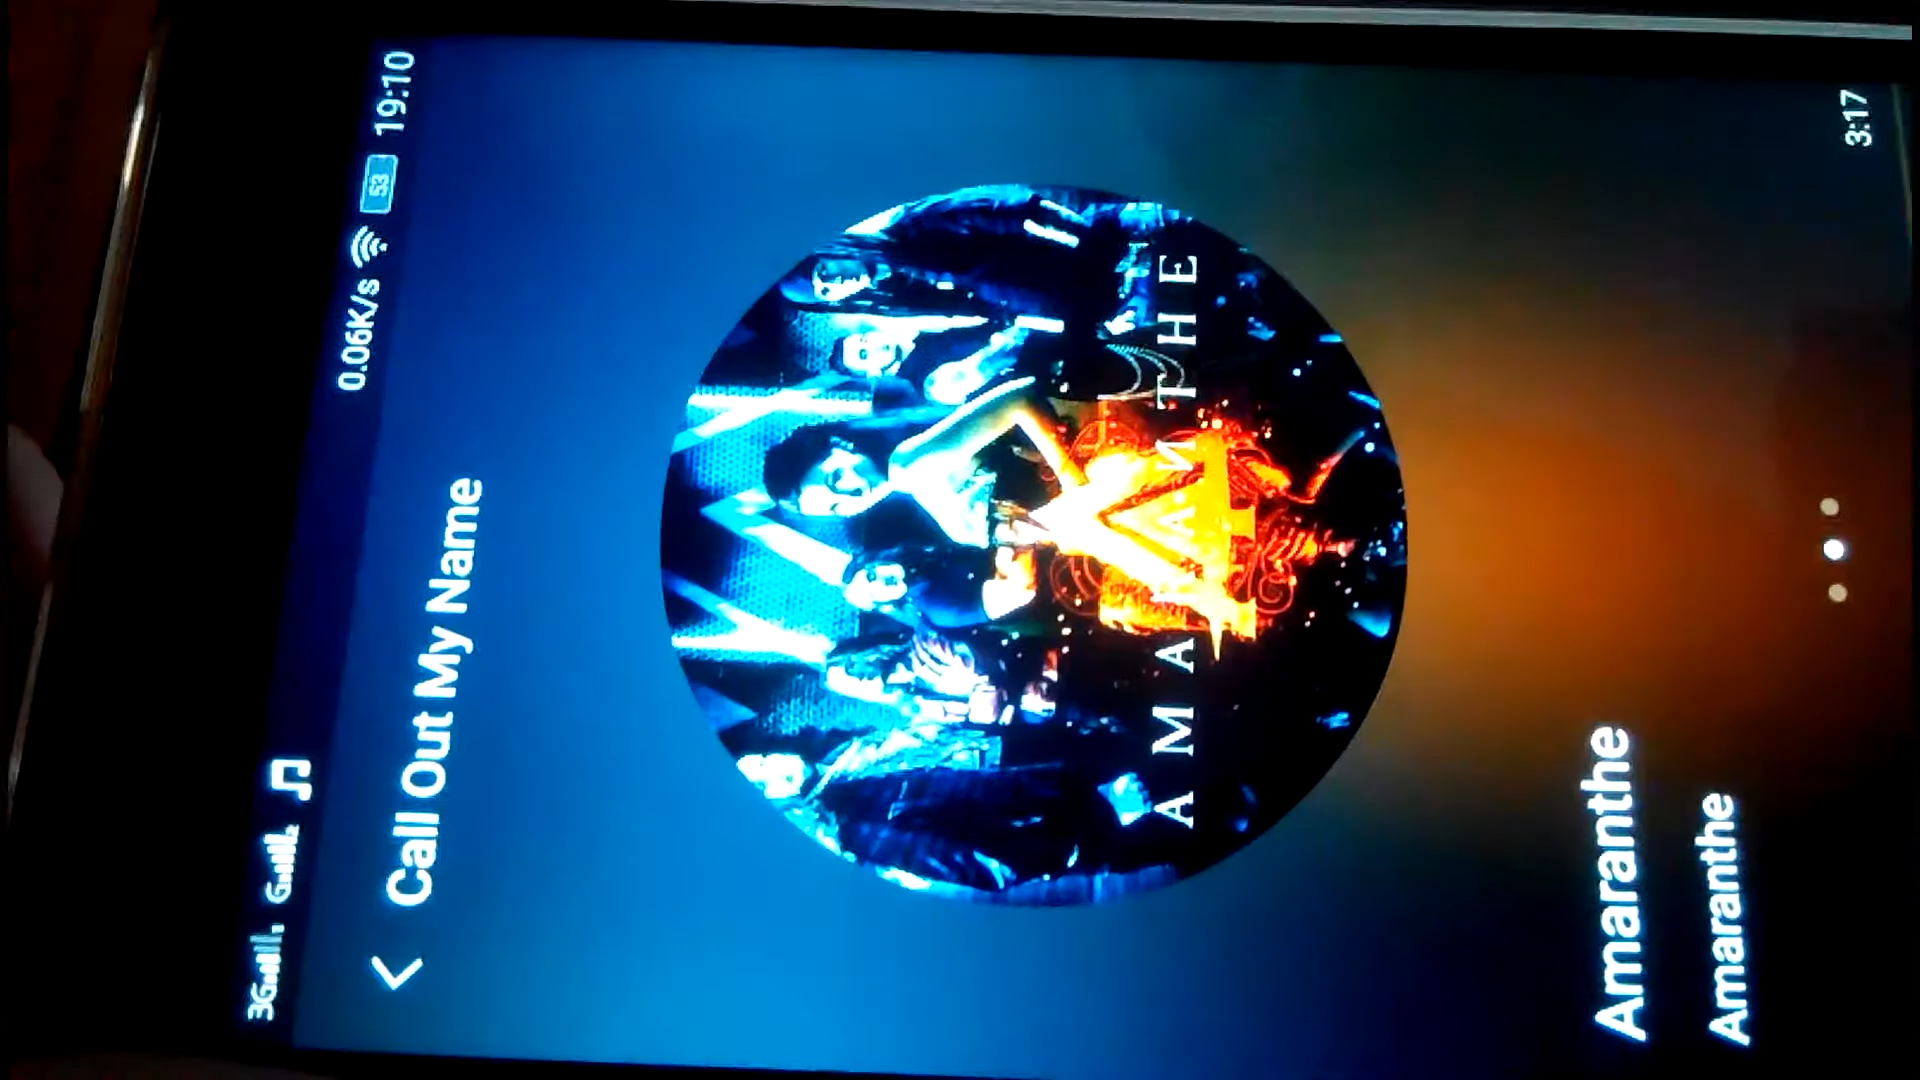 3G G 0.06K/s 53 19:10
Call Out My Name
AMARANTHE
Amaranthe
Amaranthe
3:17